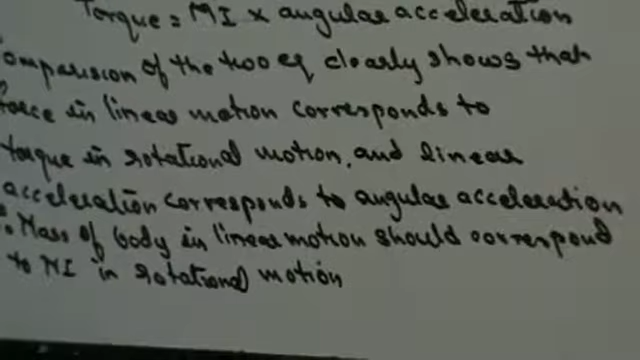 Torque = MI x angular acceleration
Comparision of the two eq clearly shows that
force in linear motion corresponds to
torque in rotational motion, and linear
acceleration corresponds to angular acceleration
∴ Mass of body in linear motion should correspond
to MI in rotational motion